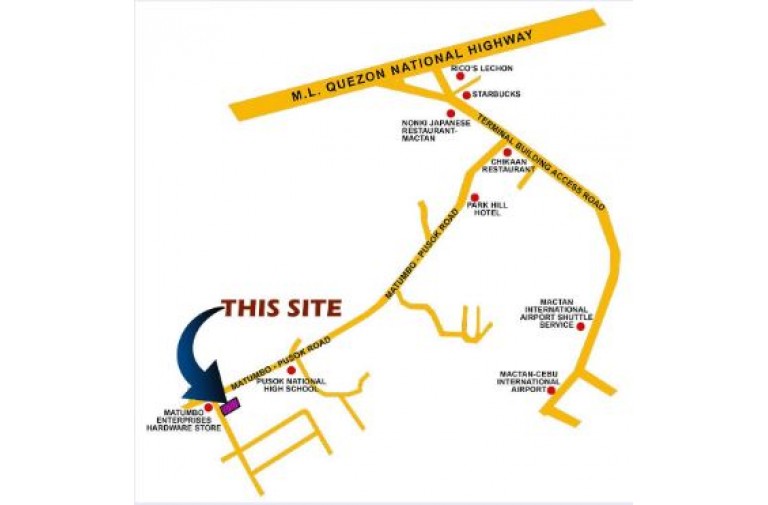 M.L. QUEZON NATIONAL HIGHWAY
RICO'S LECHON
STARBUCKS
NONKI JAPANESE
RESTAURANT-
MACTAN
TERMINAL BUILDING ACCESS ROAD
CHIKAAN
RESTAURANT
PARK HILL
HOTEL
MATUMBO - PUSOK ROAD
THIS SITE
MACTAN
INTERNATIONAL
AIRPORT SHUTTLE
SERVICE
MATUMBO - PUSOK ROAD
PUSOK NATIONAL
HIGH SCHOOL
MACTAN-CEBU
INTERNATIONAL
AIRPORT
MATUMBO
ENTERPRISES
HARDWARE STORE